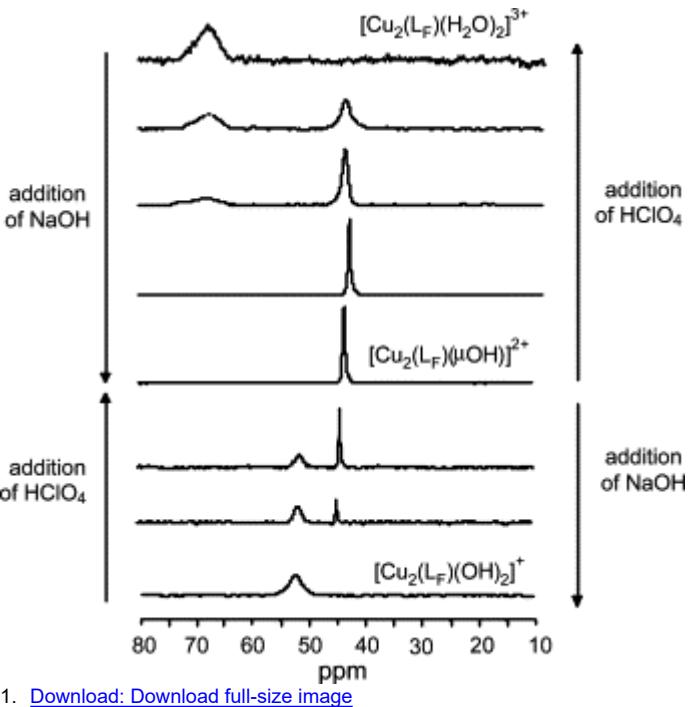 [Cu2(LF)(H2O)2]3+
addition
of NaOH
addition
of HClO4
[Cu2(LF)(μOH)]2+
addition
of HClO4
addition
of NaOH
[Cu2(LF)(OH)2]+
80 70 60 50 40 30 20 10
ppm
1. Download: Download full-size image